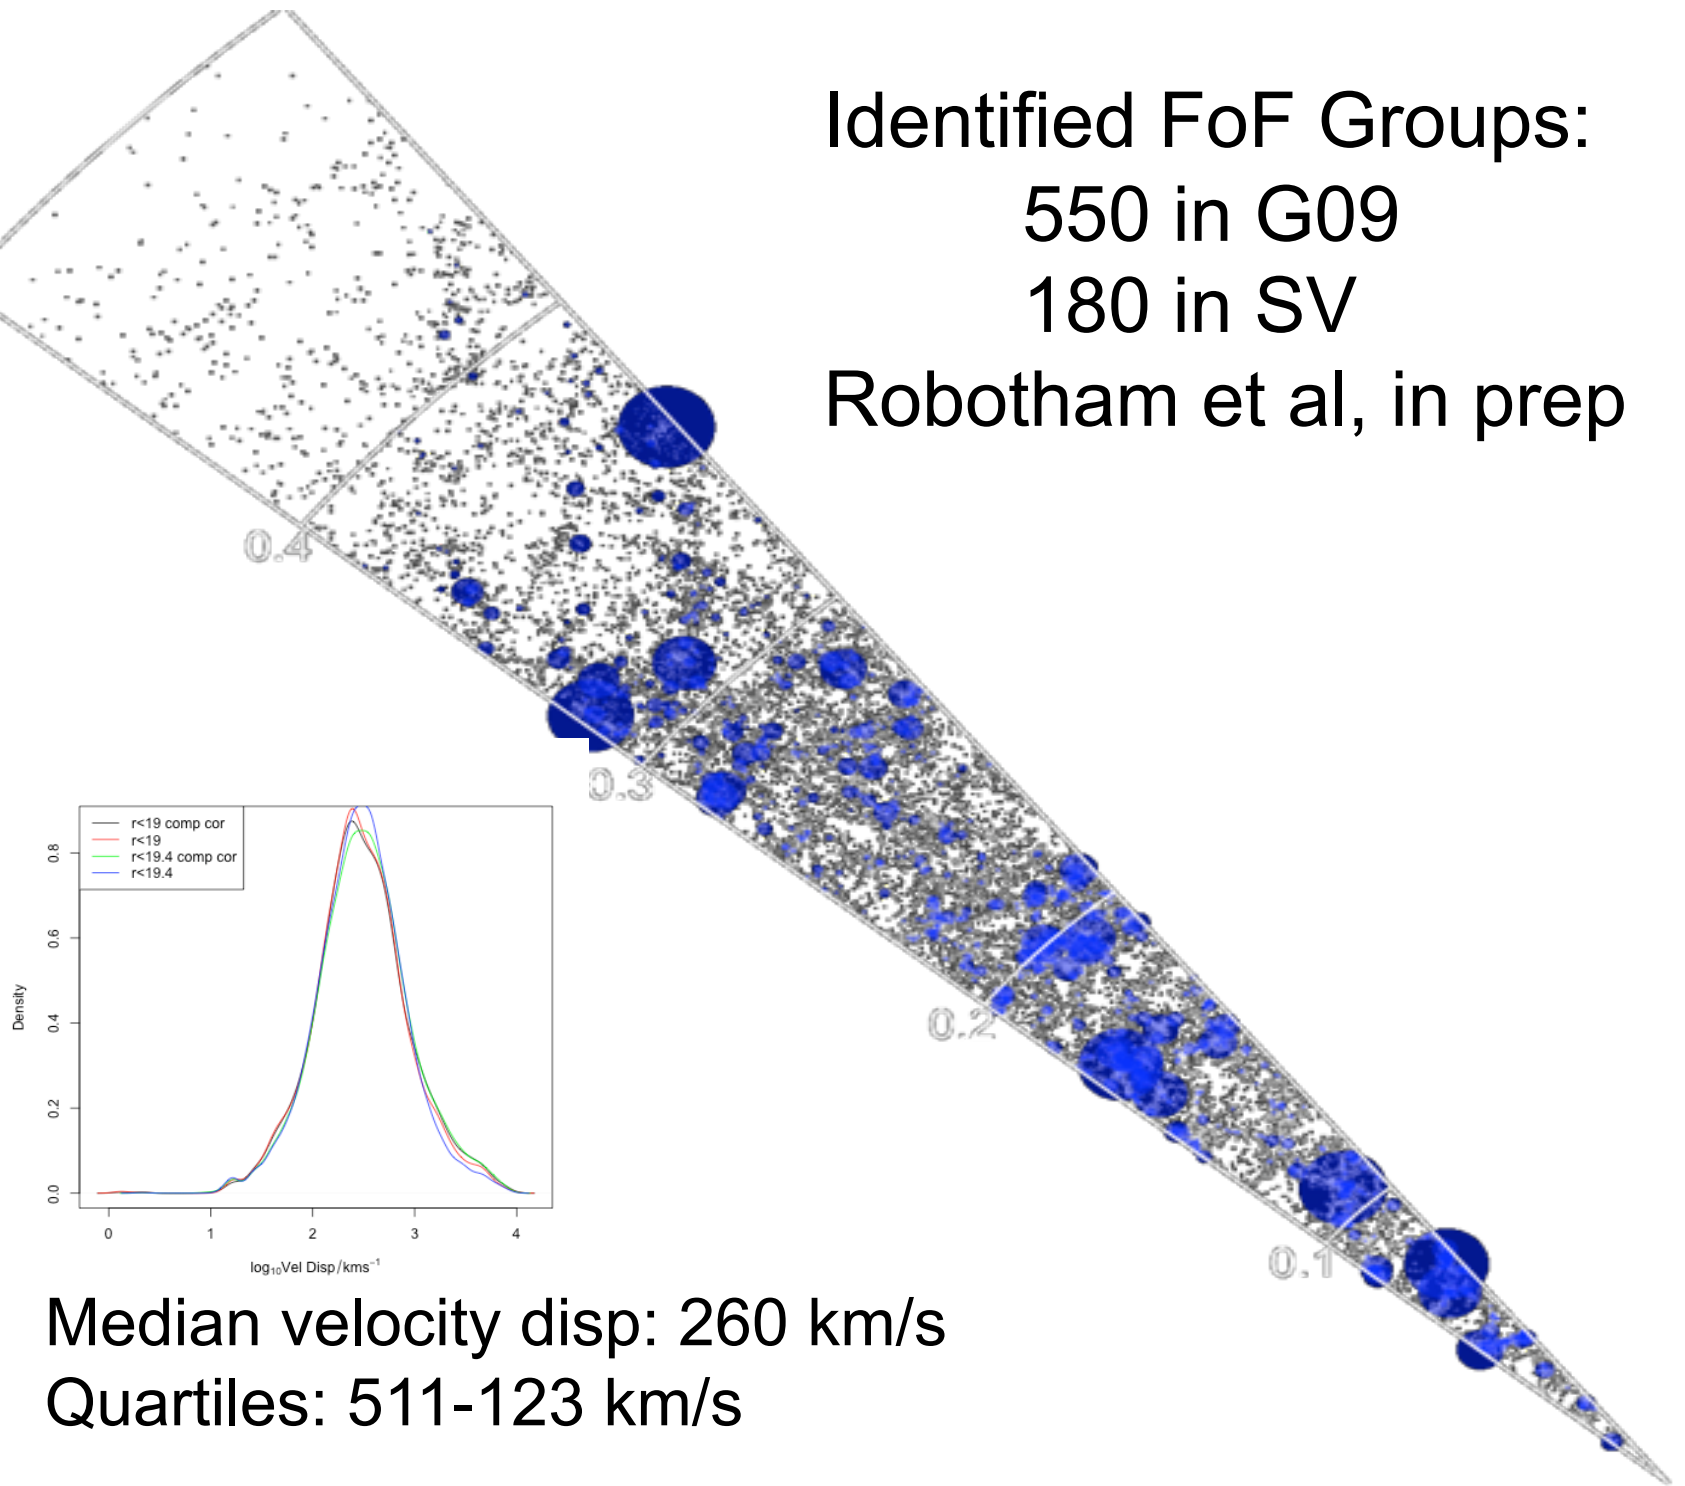 Identified FoF Groups:
550 in G09
180 in SV
Robotham et al, in prep
0.4
0.3
0.2
0.1
r<19 comp cor
r<19
r<19.4 comp cor
r<19.4
Density
0.8
0.6
0.4
0.2
0.0
0 1 2 3 4
log₁₀Vel Disp/kms⁻¹
Median velocity disp: 260 km/s
Quartiles: 511-123 km/s